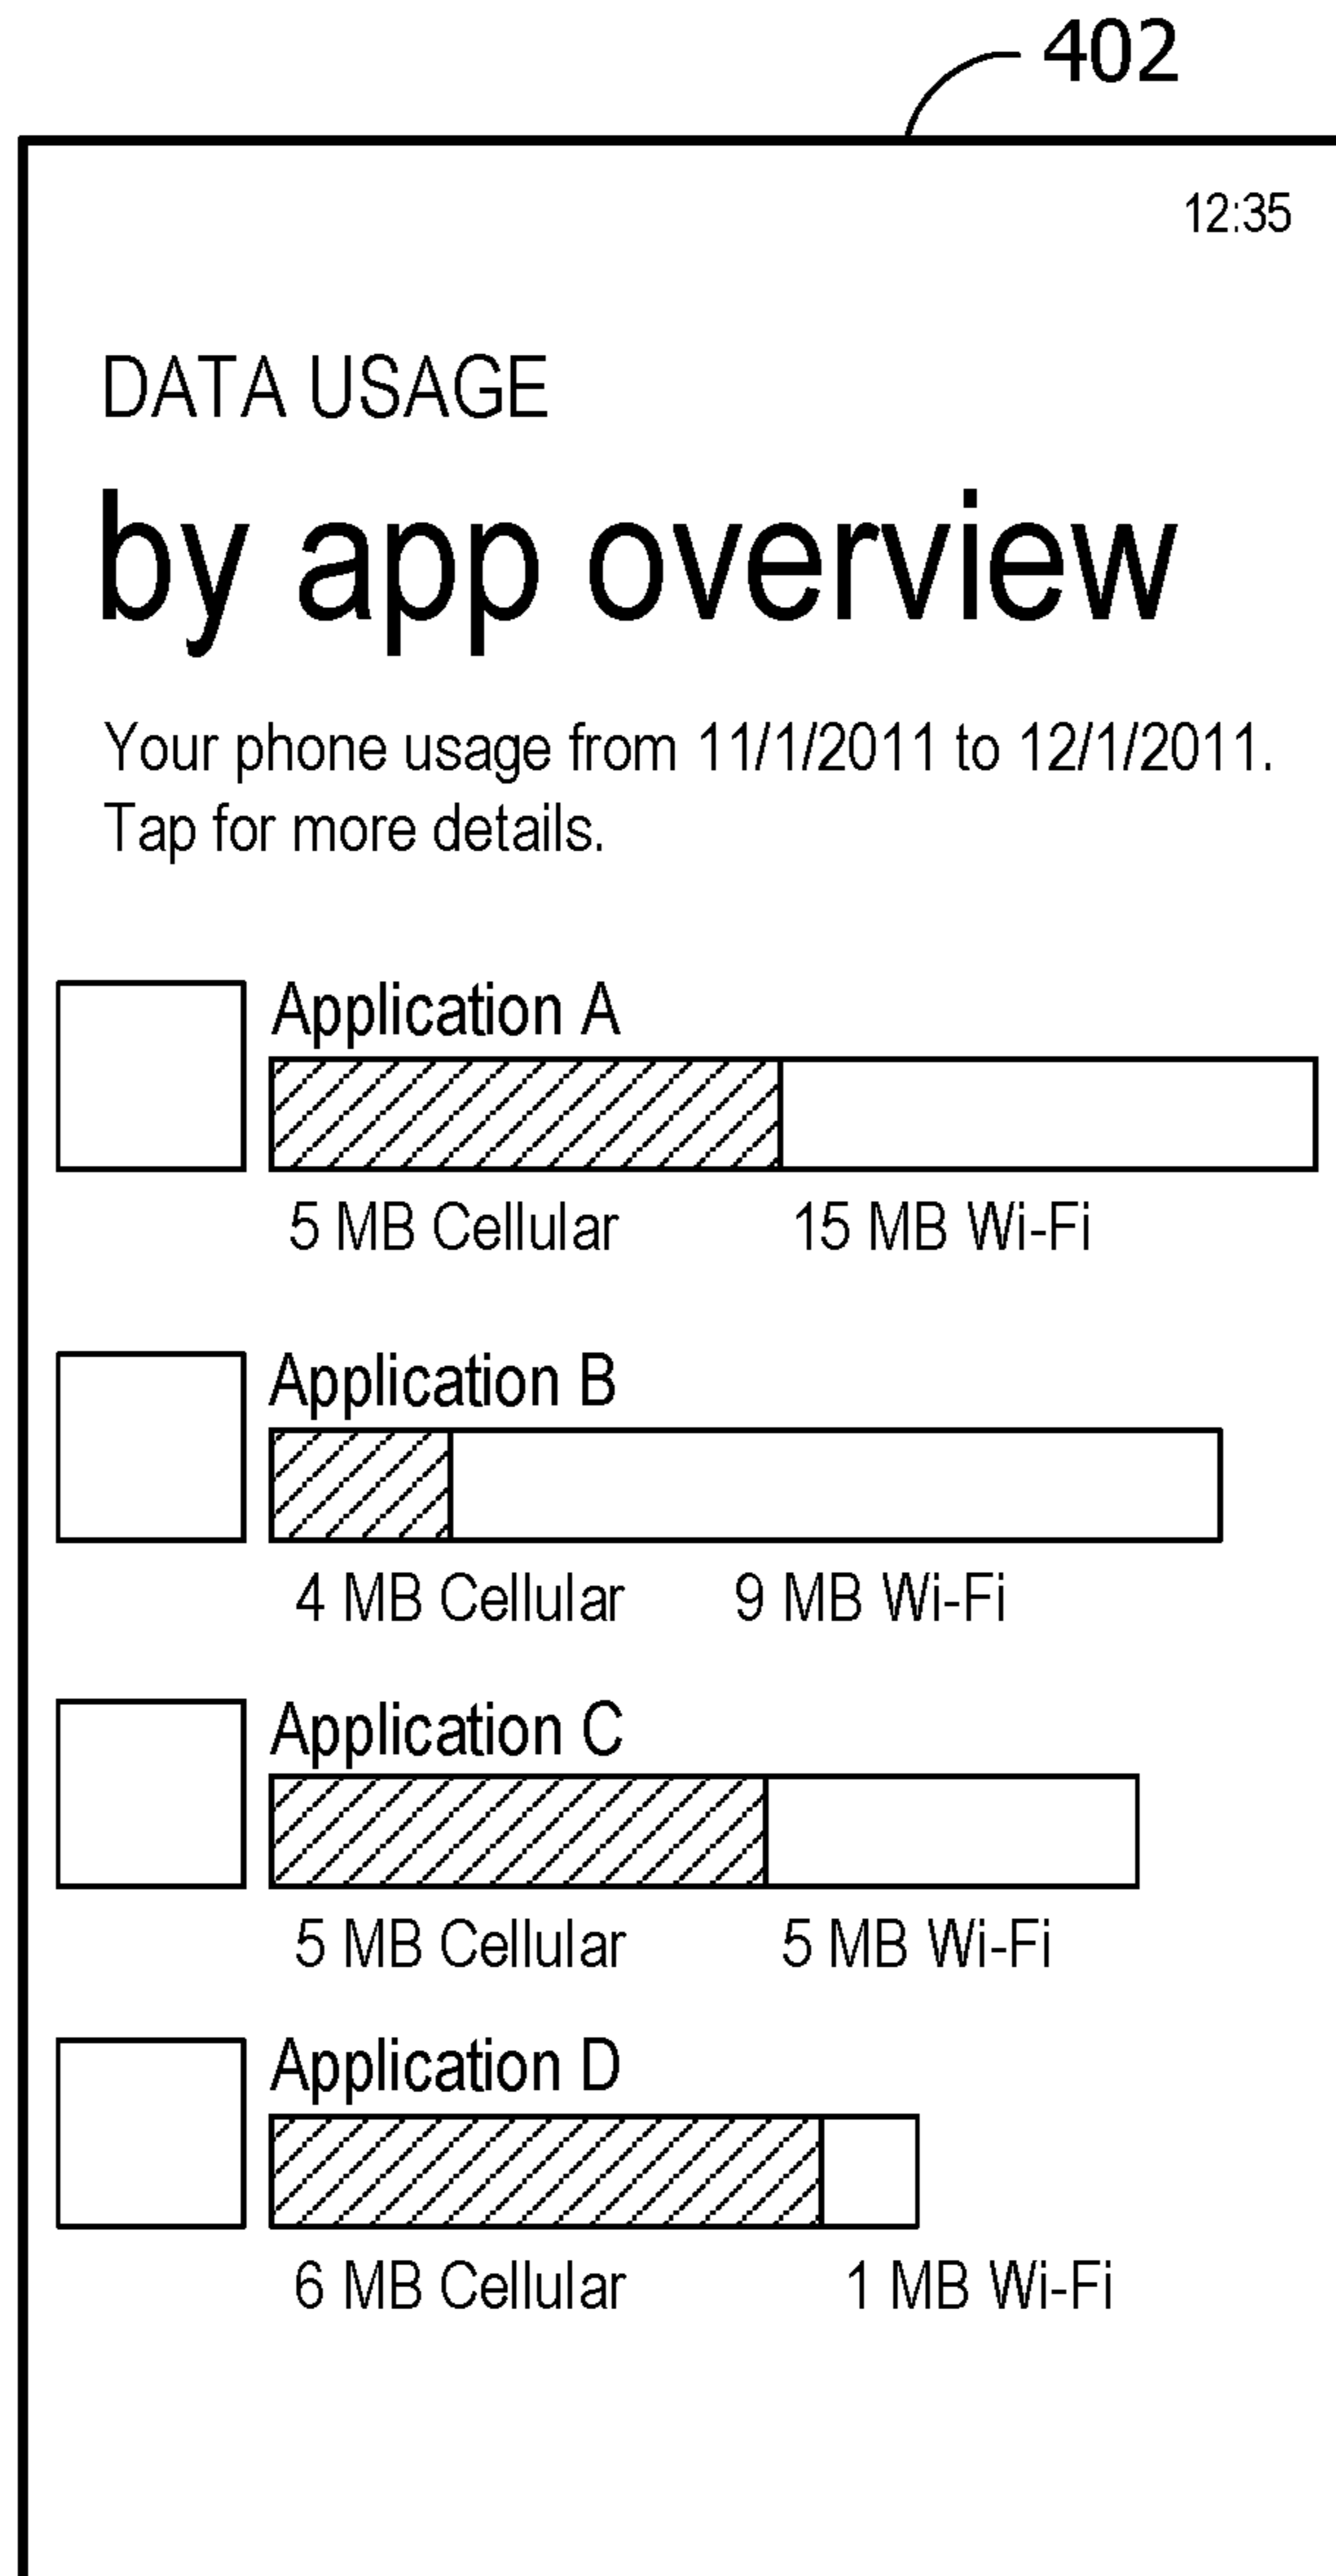 402
12:35
DATA USAGE
by app overview
Your phone usage from 11/1/2011 to 12/1/2011.
Tap for more details.
Application A
5 MB Cellular 15 MB Wi-Fi
Application B
4 MB Cellular 9 MB Wi-Fi
Application C
5 MB Cellular 5 MB Wi-Fi
Application D
6 MB Cellular 1 MB Wi-Fi